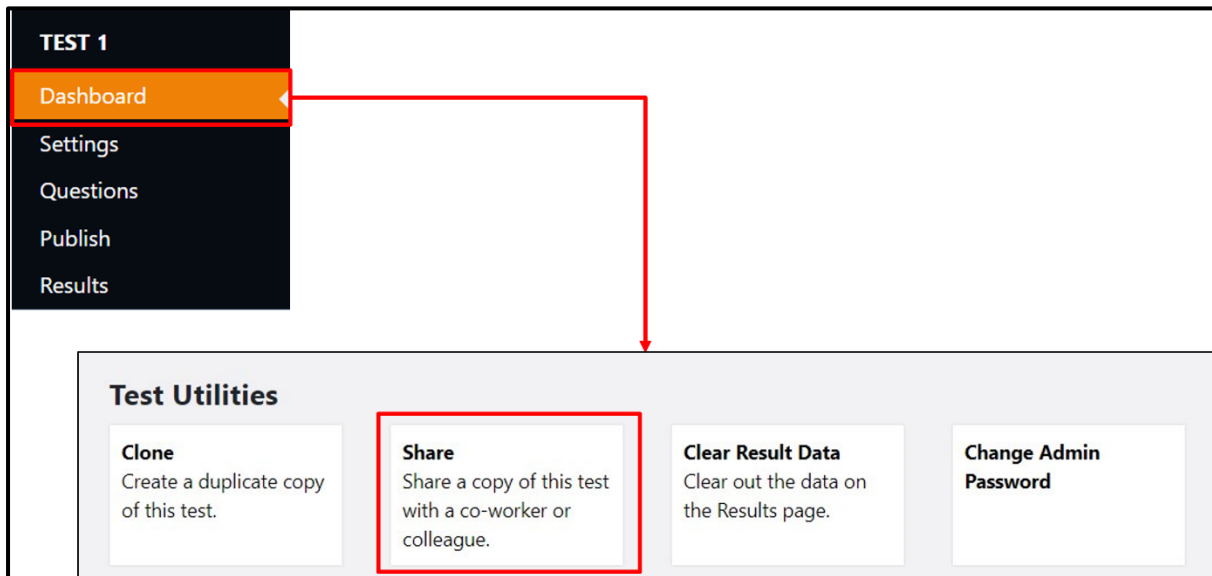 TEST 1
Dashboard
Settings
Questions
Publish
Results
Test Utilities
Clone
Create a duplicate copy
of this test.
Share
Share a copy of this test
with a co-worker or
colleague.
Clear Result Data
Clear out the data on
the Results page.
Change Admin
Password